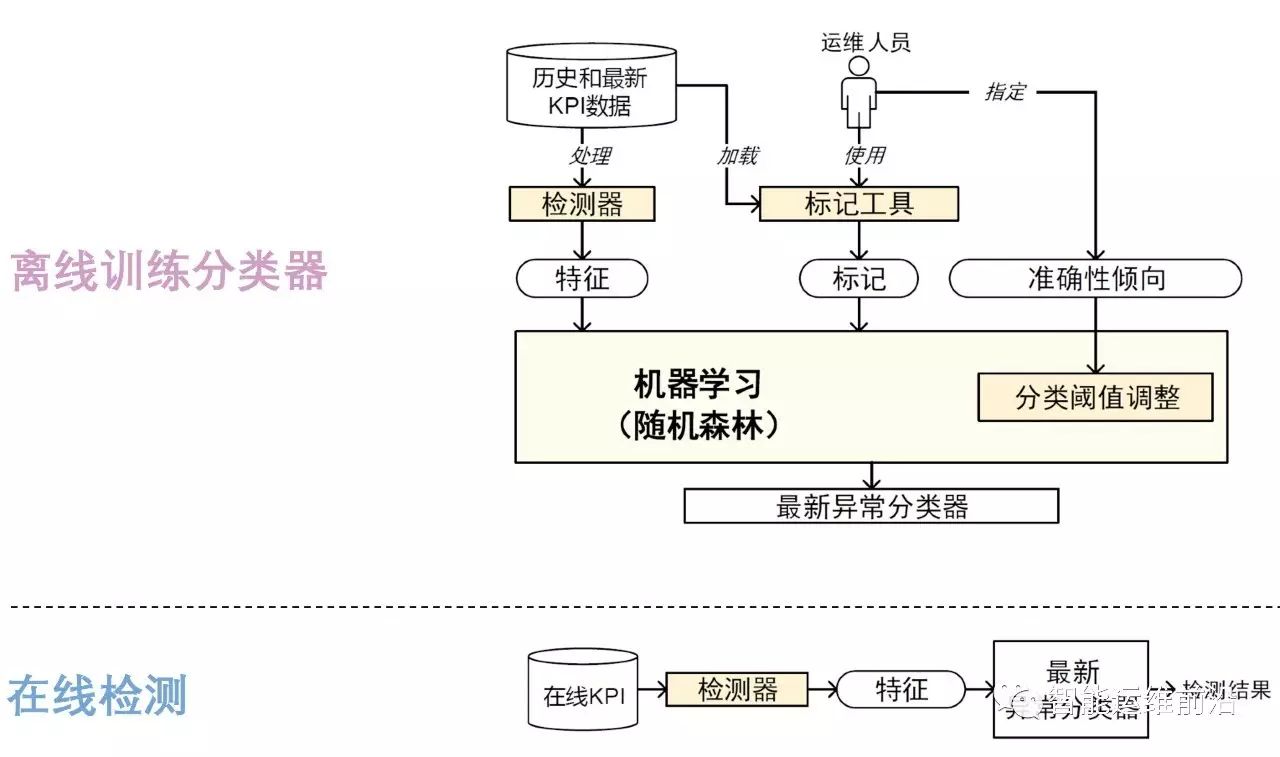 运维人员
历史和最新
KPI数据
指定
处理
加载
使用
检测器
标记工具
离线训练分类器
特征
标记
准确性倾向
机器学习
(随机森林)
分类阈值调整
最新异常分类器
在线检测
在线KPI
检测器
特征
最新
异常分类器
检测结果
智能运维前沿